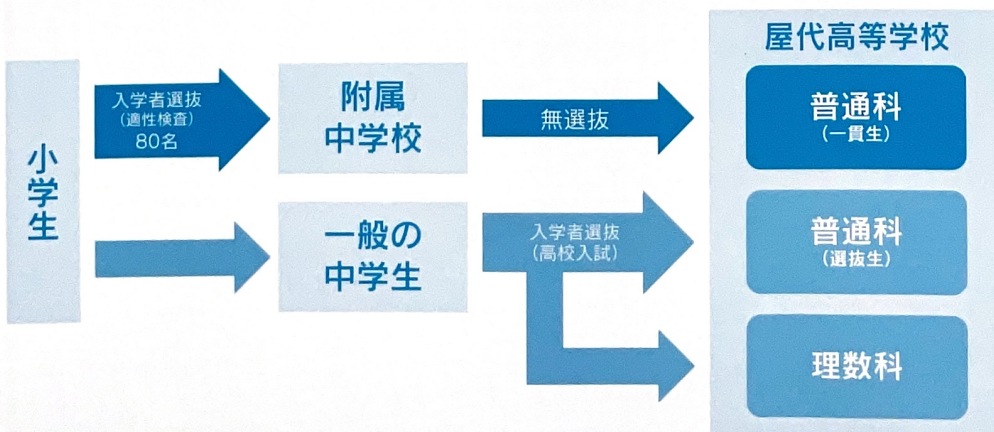 小学生
入学者選抜
(適性検査)
80名
附属
中学校
無選抜
一般の
中学生
入学者選抜
(高校入試)
屋代高等学校
普通科
(一貫生)
普通科
(選抜生)
理数科